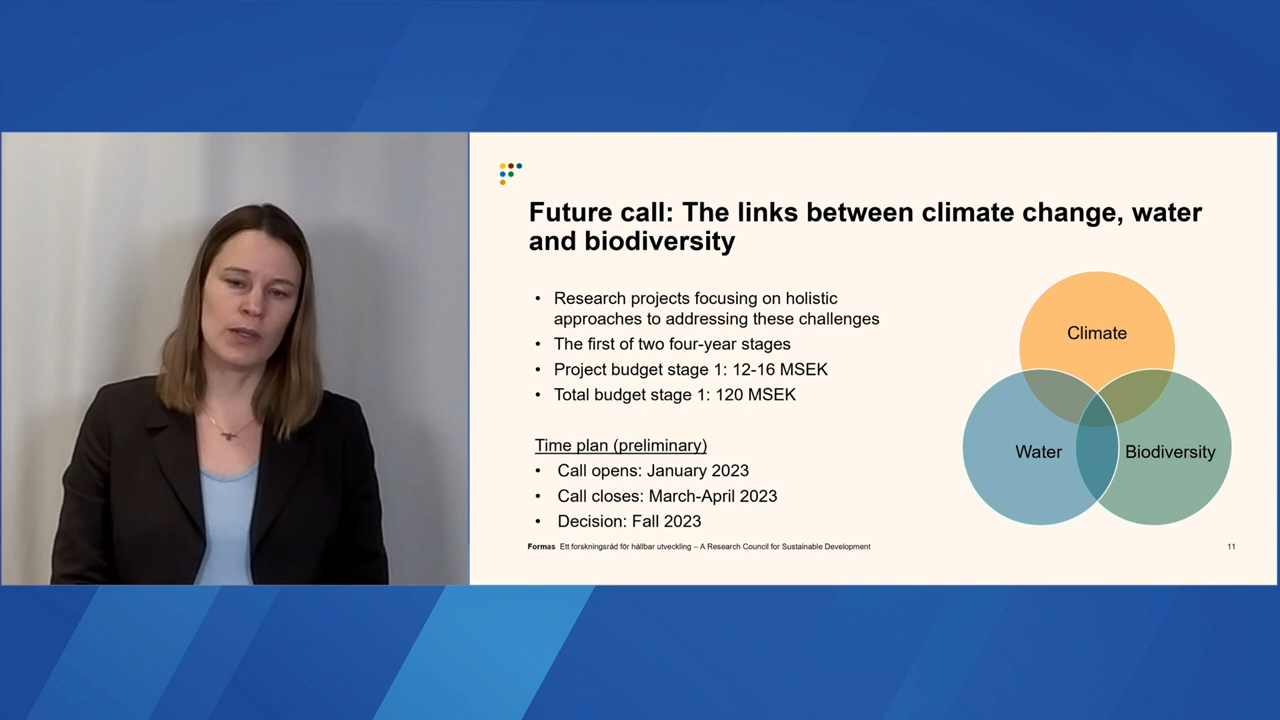 Future call: The links between climate change, water
and biodiversity
• Research projects focusing on holistic
approaches to addressing these challenges
• The first of two four-year stages
• Project budget stage 1: 12-16 MSEK
• Total budget stage 1: 120 MSEK
Time plan (preliminary)
• Call opens: January 2023
• Call closes: March-April 2023
• Decision: Fall 2023
Climate
Water
Biodiversity
Formas Ett forskningsråd för hållbar utveckling – A Research Council for Sustainable Development
11